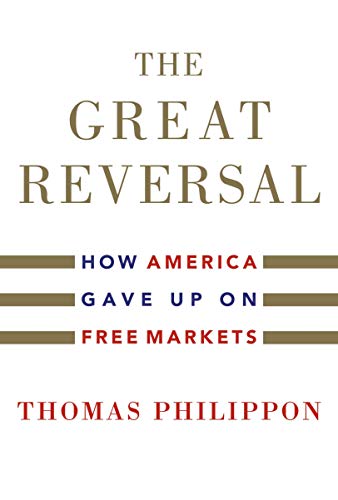 THE
GREAT
REVERSAL
HOW AMERICA
GAVE UP ON
FREE MARKETS
THOMAS PHILIPPON